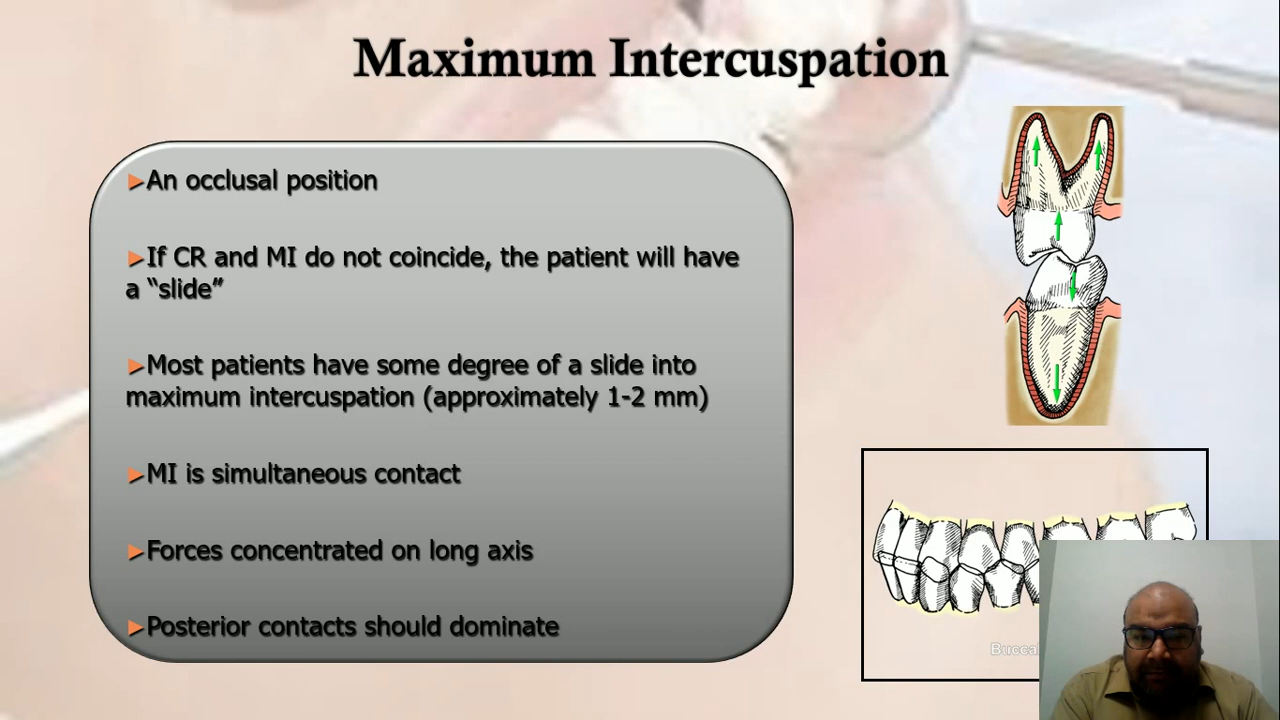 Maximum Intercuspation
►An occlusal position
►If CR and MI do not coincide, the patient will have
a “slide”
►Most patients have some degree of a slide into
maximum intercuspation (approximately 1-2 mm)
►MI is simultaneous contact
►Forces concentrated on long axis
►Posterior contacts should dominate